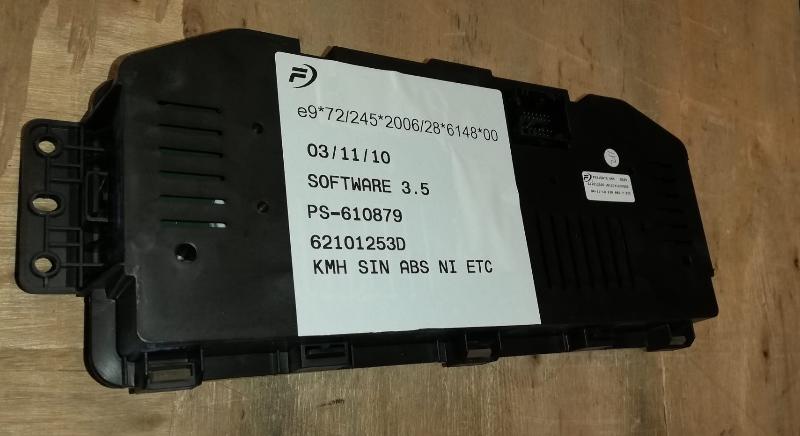 e9*72/245*2006/28*6148*00
03/11/10
SOFTWARE 3.5
PS-610879
62101253D
KMH SIN ABS NI ETC